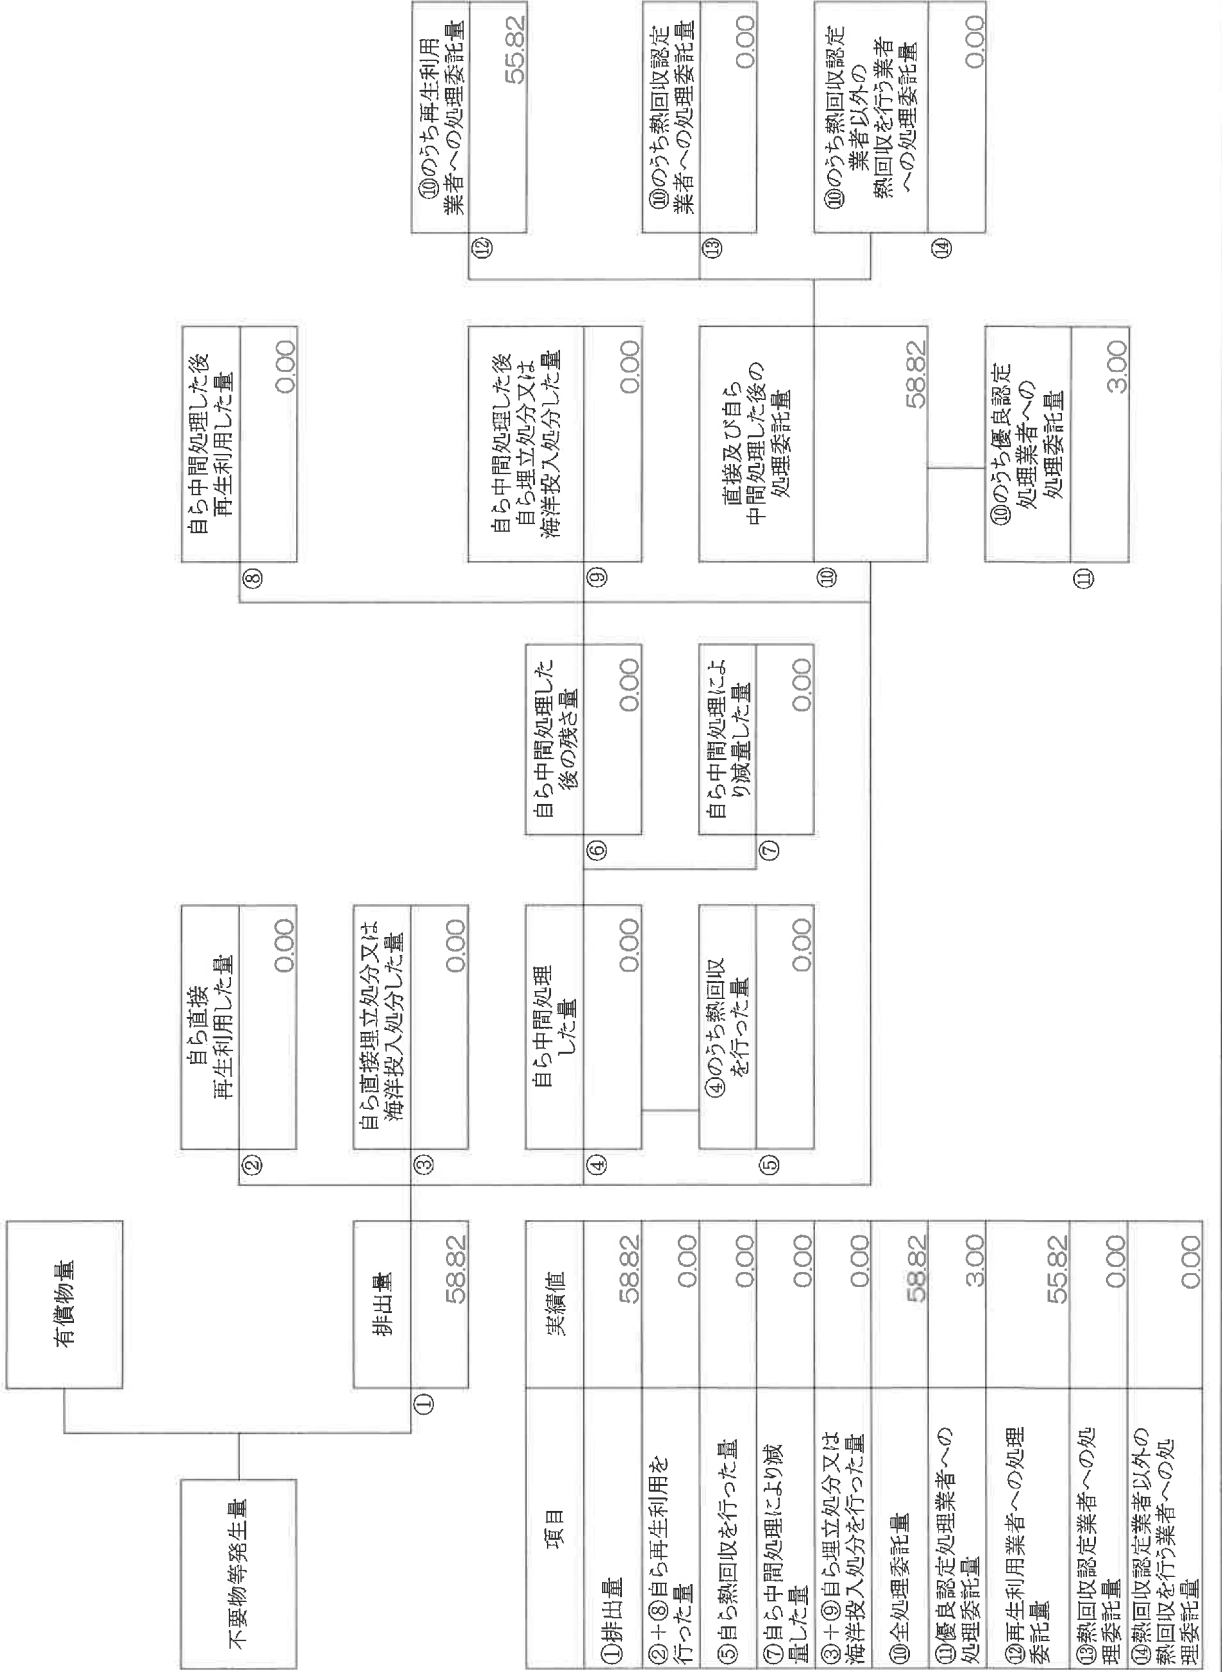 不要物等発生量
有償物量
排出量
①
58.82
自ら直接
再生利用した量
②
0.00
自ら直接埋立処分又は
海洋投入処分した量
③
0.00
自ら中間処理
した量
④
0.00
④のうち熱回収
を行った量
⑤
0.00
自ら中間処理した
後の残さ量
⑥
0.00
自ら中間処理によ
り減量した量
⑦
0.00
自ら中間処理した後
再生利用した量
⑧
0.00
自ら中間処理した後
自ら埋立処分又は
海洋投入処分した量
⑨
0.00
直接及び自ら
中間処理した後の
処理委託量
⑩
58.82
⑩のうち優良認定
処理業者への
処理委託量
⑪
3.00
⑩のうち再生利用
業者への処理委託量
⑫
55.82
⑩のうち熱回収認定
業者への処理委託量
⑬
0.00
⑩のうち熱回収認定
業者以外の
熱回収を行う業者
への処理委託量
⑭
0.00
項目 実績値
①排出量 58.82
②+⑧自ら再生利用を
行った量 0.00
⑤自ら熱回収を行った量 0.00
⑦自ら中間処理により減
量した量 0.00
③+⑨自ら埋立処分又は
海洋投入処分を行った量 0.00
⑩全処理委託量 58.82
⑪優良認定処理業者への
処理委託量 3.00
⑫再生利用業者への処理
委託量 55.82
⑬熱回収認定業者への処
理委託量 0.00
⑭熱回収認定業者以外の
熱回収を行う業者への処
理委託量 0.00